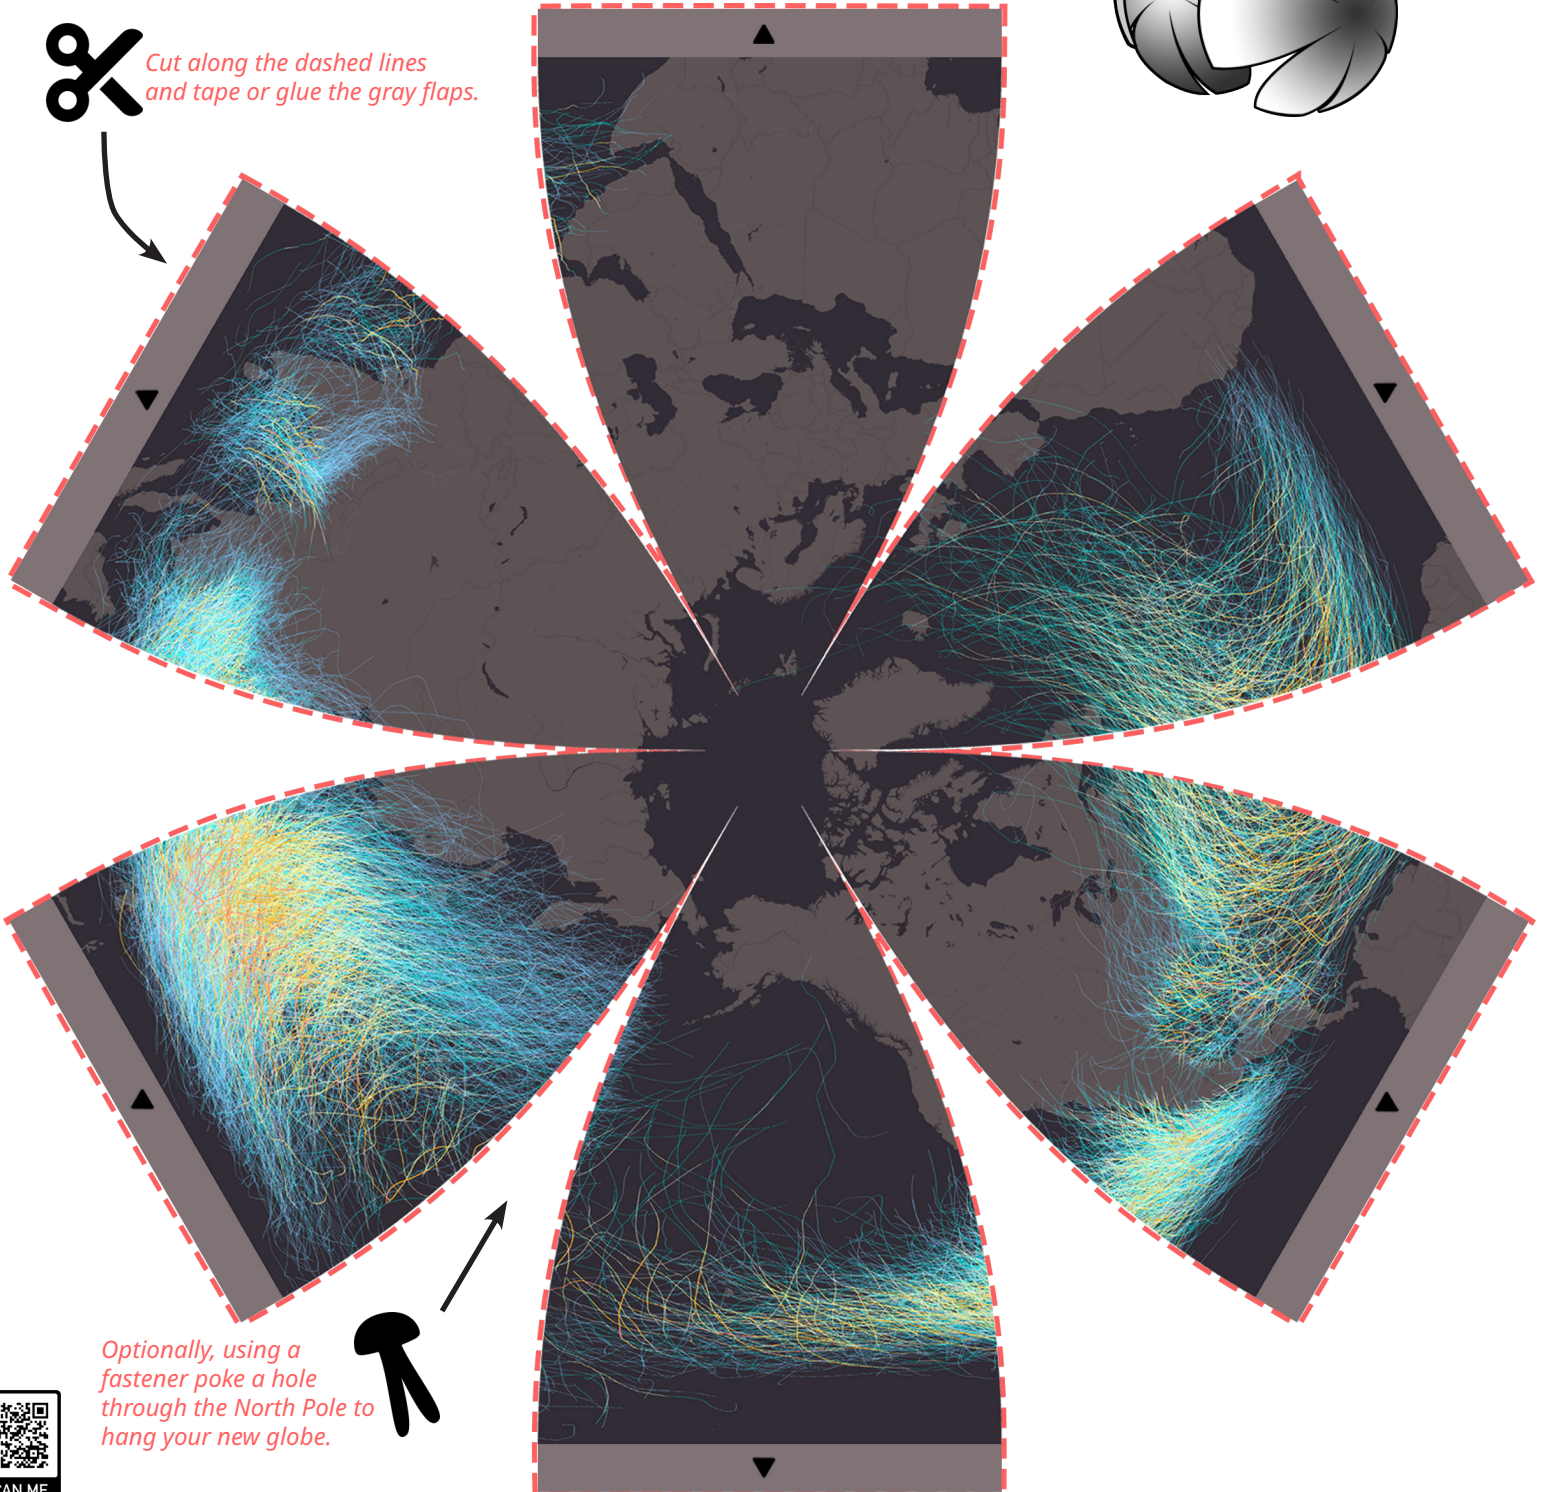 Cut along the dashed lines
and tape or glue the gray flaps.
Optionally, using a
fastener poke a hole
through the North Pole to
hang your new globe.